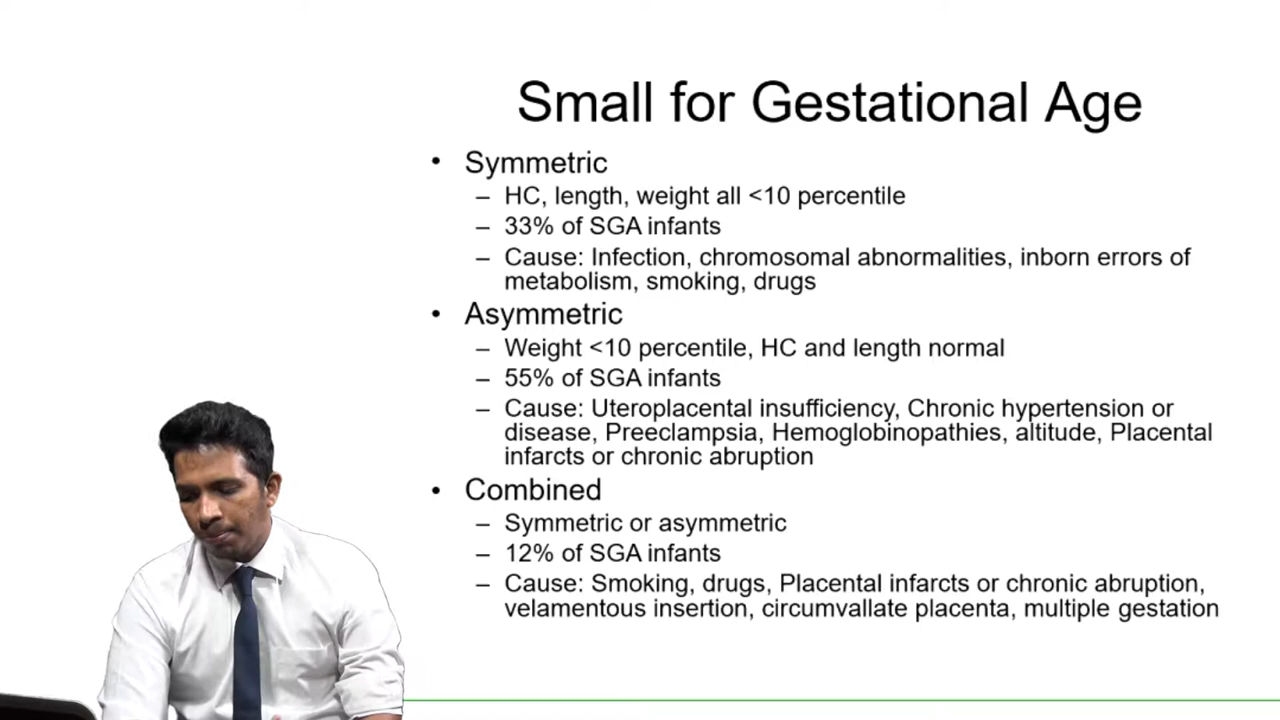 Small for Gestational Age
• Symmetric
– HC, length, weight all <10 percentile
– 33% of SGA infants
– Cause: Infection, chromosomal abnormalities, inborn errors of
metabolism, smoking, drugs
• Asymmetric
– Weight <10 percentile, HC and length normal
– 55% of SGA infants
– Cause: Uteroplacental insufficiency, Chronic hypertension or
disease, Preeclampsia, Hemoglobinopathies, altitude, Placental
infarcts or chronic abruption
• Combined
– Symmetric or asymmetric
– 12% of SGA infants
– Cause: Smoking, drugs, Placental infarcts or chronic abruption,
velamentous insertion, circumvallate placenta, multiple gestation